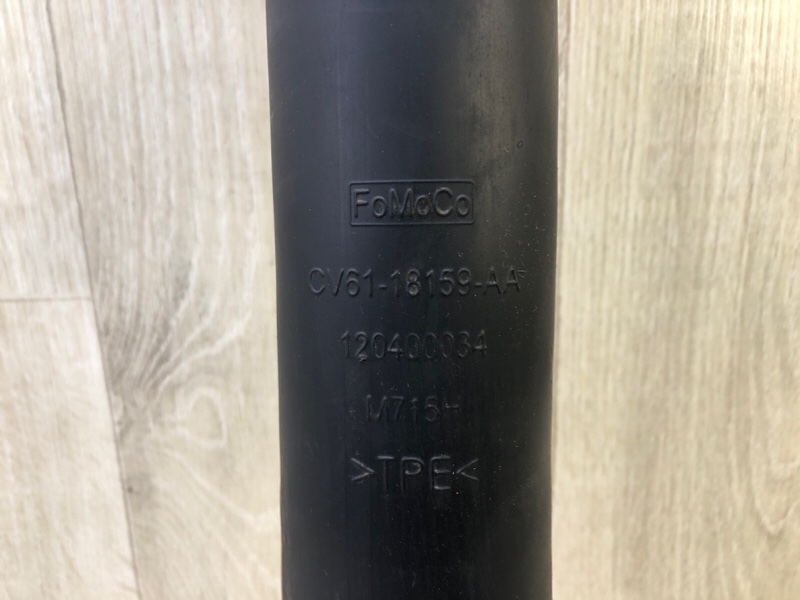 FoMoCo
CV61-18159-AA
120400034
M715H
>TPE<